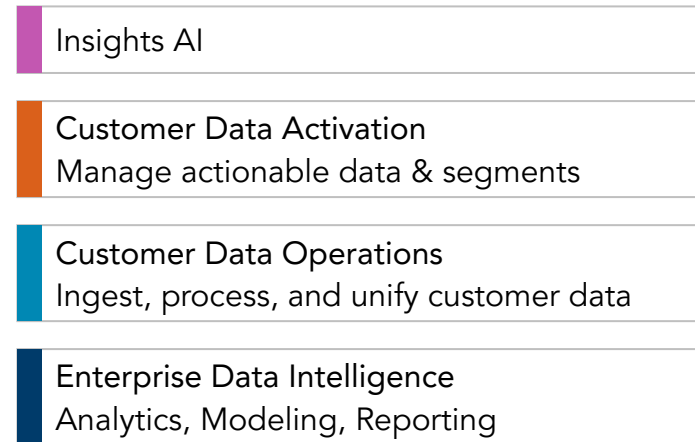 Insights AI
Customer Data Activation
Manage actionable data & segments
Customer Data Operations
Ingest, process, and unify customer data
Enterprise Data Intelligence
Analytics, Modeling, Reporting